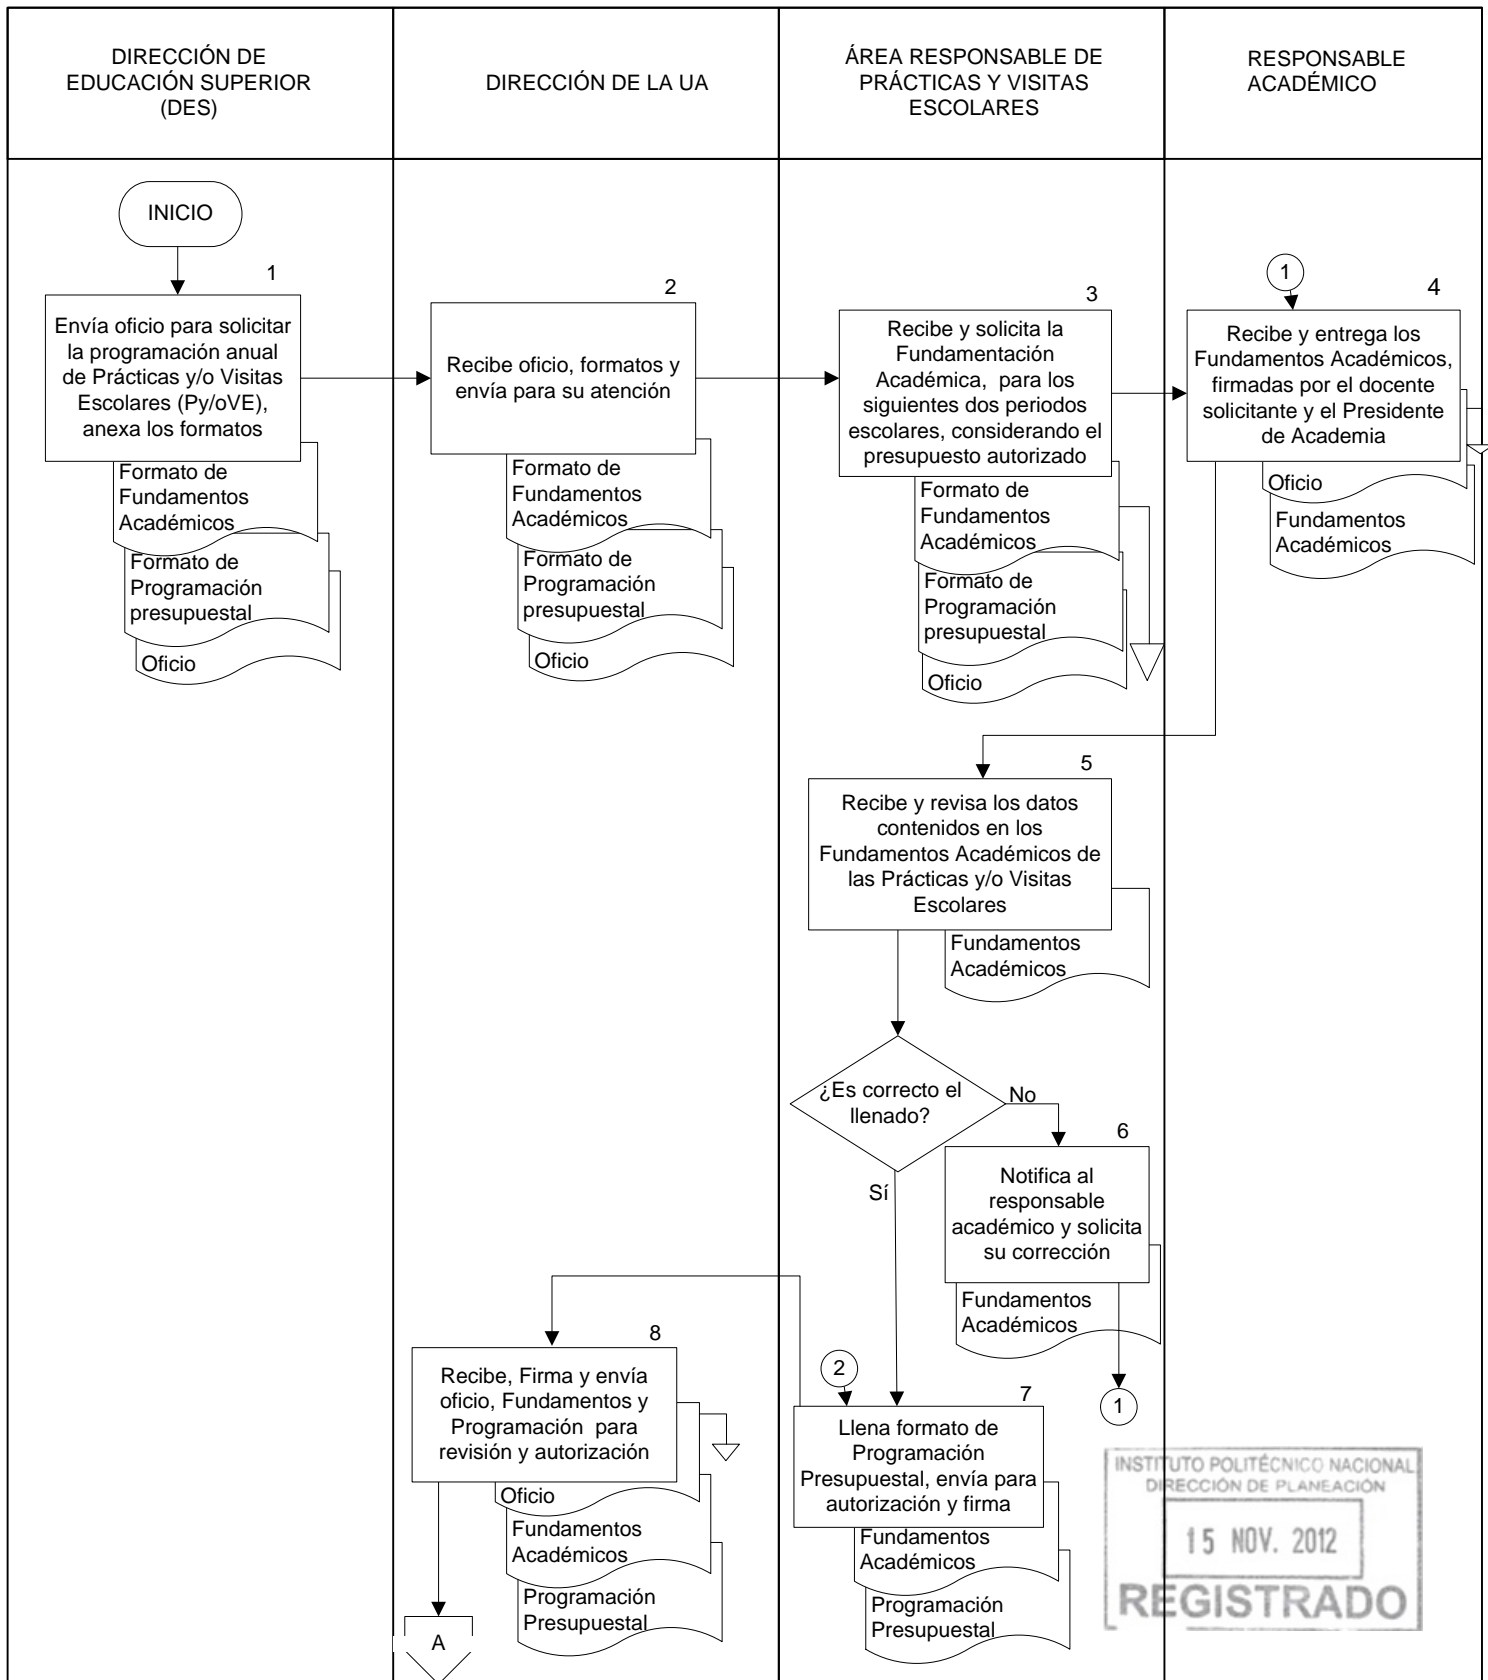 DIRECCIÓN DE
EDUCACIÓN SUPERIOR
(DES)
DIRECCIÓN DE LA UA
ÁREA RESPONSABLE DE
PRÁCTICAS Y VISITAS
ESCOLARES
RESPONSABLE
ACADÉMICO
INICIO
1
Envía oficio para solicitar
la programación anual
de Prácticas y/o Visitas
Escolares (Py/oVE),
anexa los formatos
Formato de
Fundamentos
Académicos
Formato de
Programación
presupuestal
Oficio
2
Recibe oficio, formatos y
envía para su atención
Formato de
Fundamentos
Académicos
Formato de
Programación
presupuestal
Oficio
3
Recibe y solicita la
Fundamentación
Académica, para los
siguientes dos periodos
escolares, considerando el
presupuesto autorizado
Formato de
Fundamentos
Académicos
Formato de
Programación
presupuestal
Oficio
1
4
Recibe y entrega los
Fundamentos Académicos,
firmadas por el docente
solicitante y el Presidente
de Academia
Oficio
Fundamentos
Académicos
5
Recibe y revisa los datos
contenidos en los
Fundamentos Académicos de
las Prácticas y/o Visitas
Escolares
Fundamentos
Académicos
¿Es correcto el
llenado?
No
Sí
6
Notifica al
responsable
académico y solicita
su corrección
Fundamentos
Académicos
1
2
7
Llena formato de
Programación
Presupuestal, envía para
autorización y firma
Fundamentos
Académicos
Programación
Presupuestal
8
Recibe, Firma y envía
oficio, Fundamentos y
Programación para
revisión y autorización
Oficio
Fundamentos
Académicos
Programación
Presupuestal
A
INSTITUTO POLITÉCNICO NACIONAL
DIRECCIÓN DE PLANEACIÓN
15 NOV. 2012
REGISTRADO